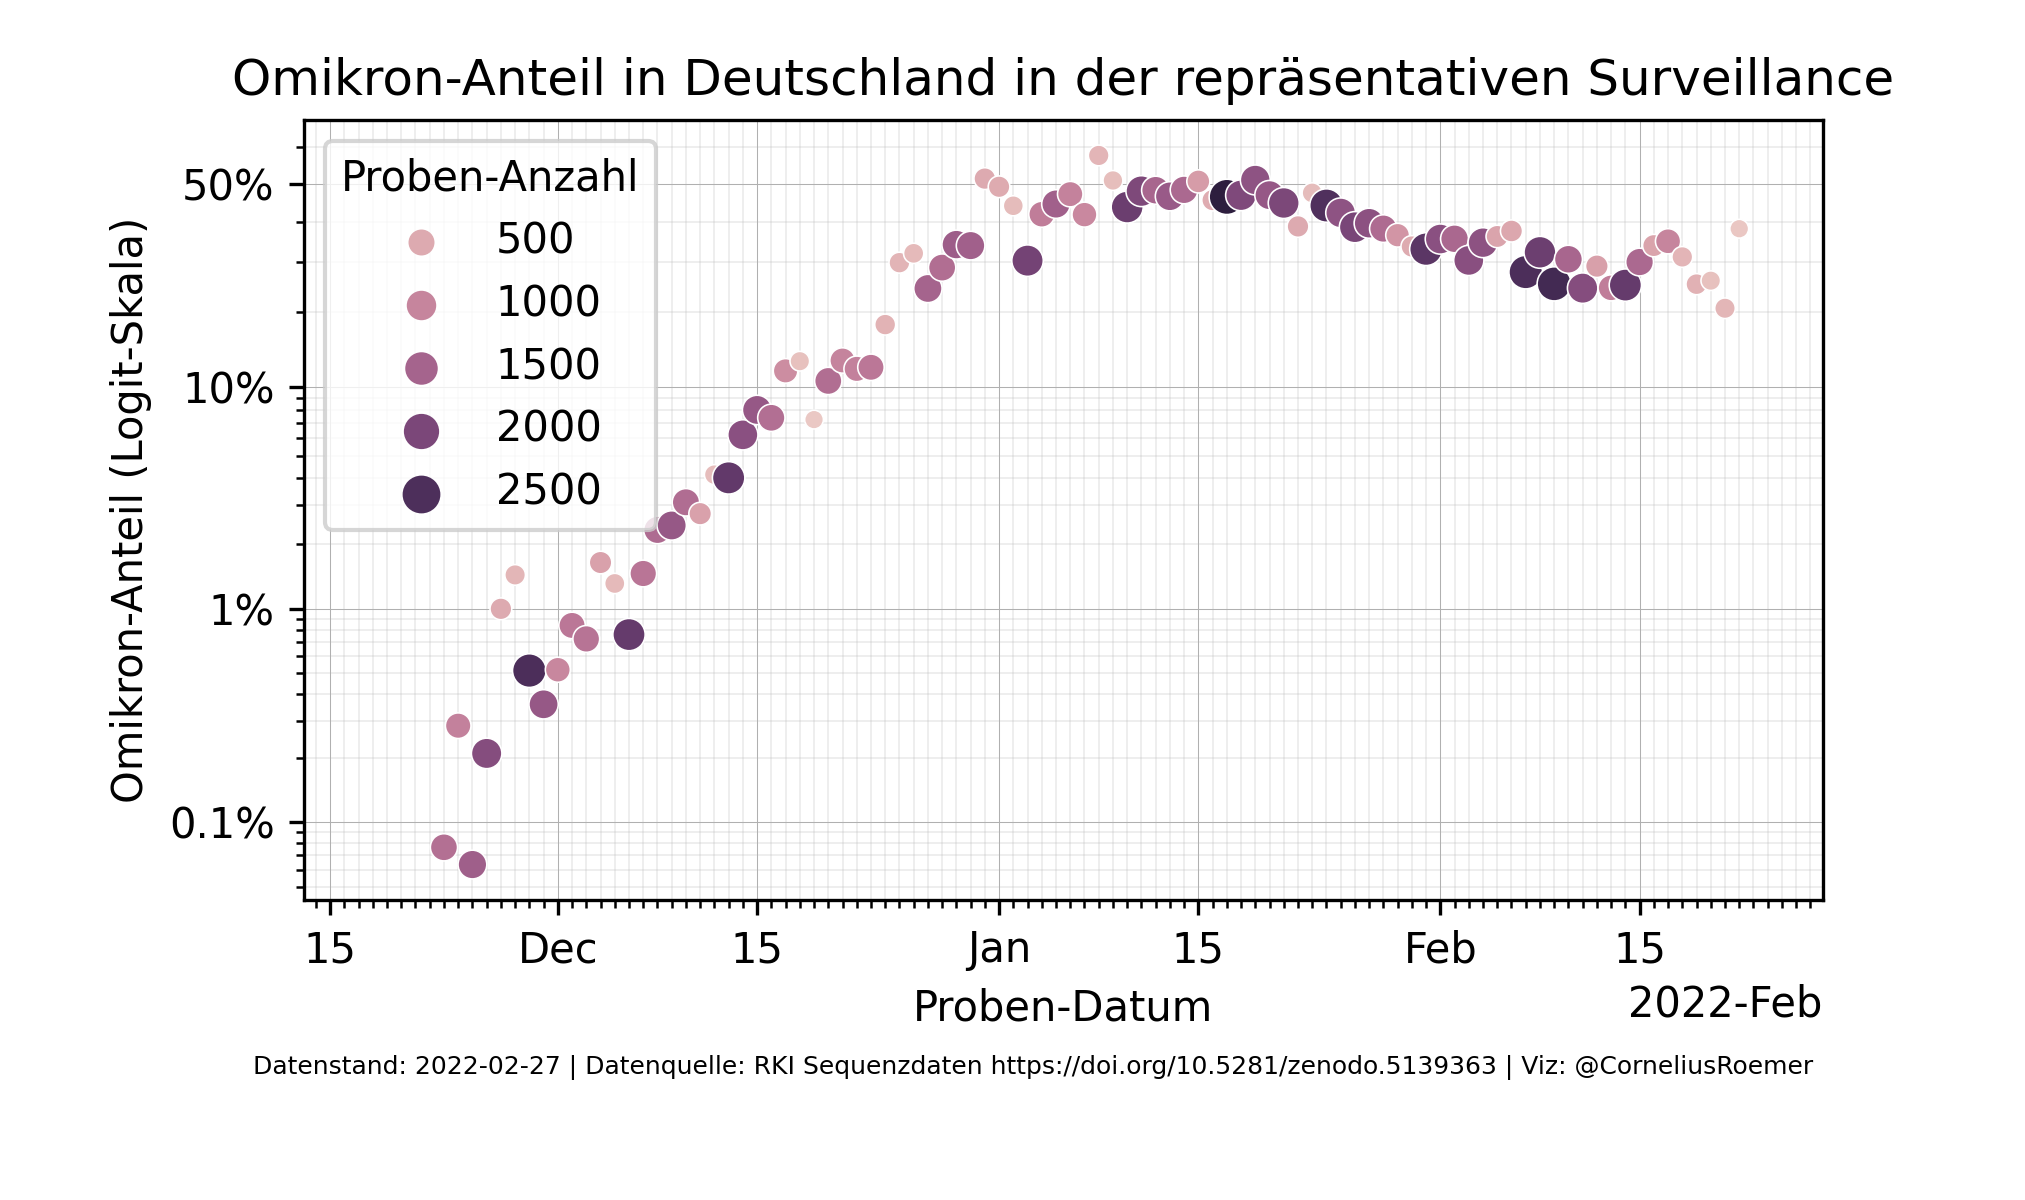 Omikron-Anteil in Deutschland in der repräsentativen Surveillance
Proben-Anzahl
500
1000
1500
2000
2500
50%
10%
1%
0.1%
Omikron-Anteil (Logit-Skala)
15 Dec 15 Jan 15 Feb 15
2022-Feb
Proben-Datum
Datenstand: 2022-02-27 | Datenquelle: RKI Sequenzdaten https://doi.org/10.5281/zenodo.5139363 | Viz: @CorneliusRoemer